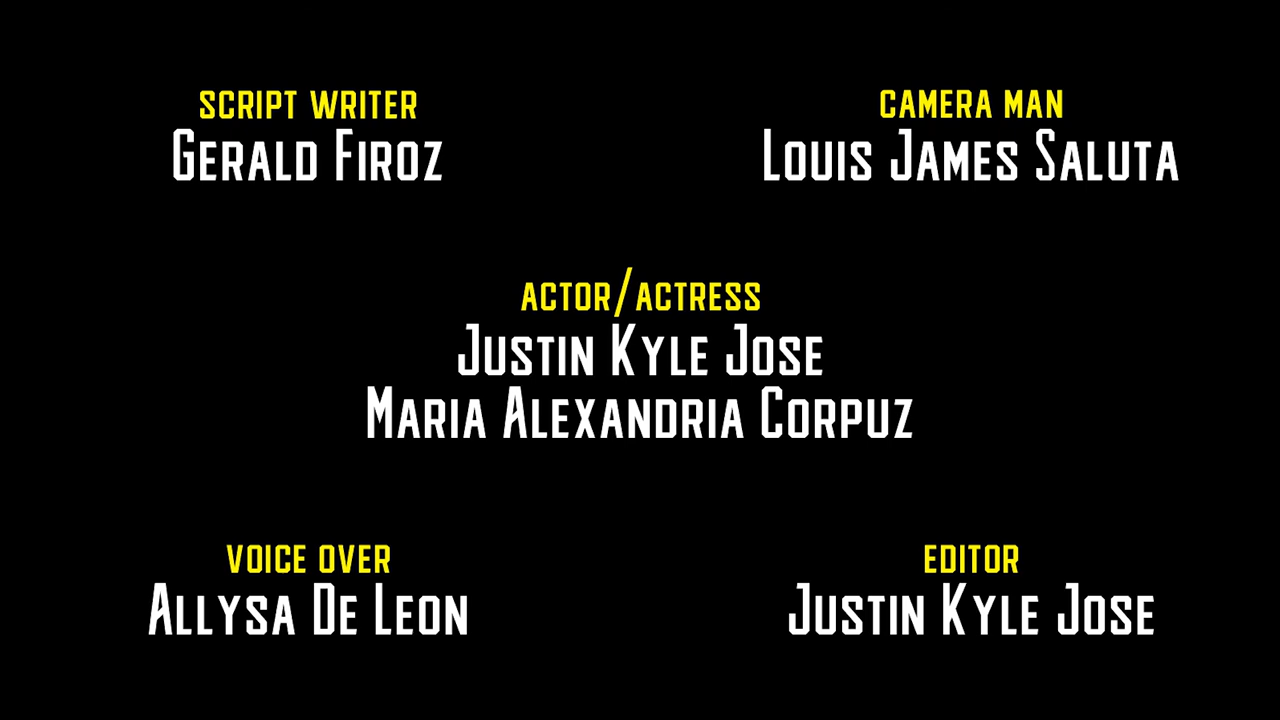 SCRIPT WRITER
GERALD FIROZ
CAMERA MAN
LOUIS JAMES SALUTA
ACTOR/ACTRESS
JUSTIN KYLE JOSE
MARIA ALEXANDRIA CORPUZ
VOICE OVER
ALLYSA DE LEON
EDITOR
JUSTIN KYLE JOSE